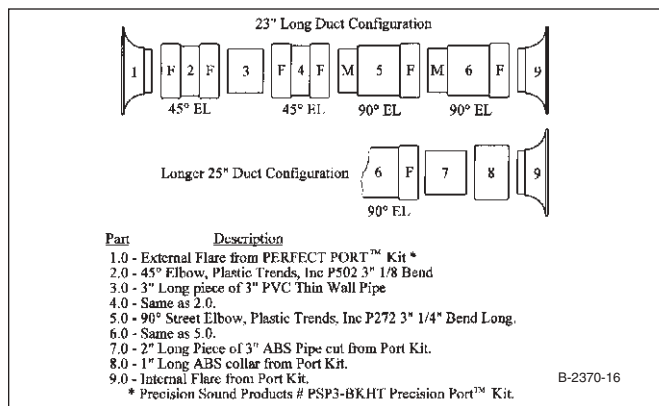 23" Long Duct Configuration
1 F 2 F 3 F 4 F M 5 F M 6 F 9
45° EL 45° EL 90° EL 90° EL
Longer 25" Duct Configuration 6 F 7 8 9
90° EL
Part Description
1.0 - External Flare from PERFECT PORT™ Kit *
2.0 - 45° Elbow, Plastic Trends, Inc P502 3" 1/8 Bend
3.0 - 3" Long piece of 3" PVC Thin Wall Pipe
4.0 - Same as 2.0.
5.0 - 90° Street Elbow, Plastic Trends, Inc P272 3" 1/4" Bend Long.
6.0 - Same as 5.0.
7.0 - 2" Long Piece of 3" ABS Pipe cut from Port Kit.
8.0 - 1" Long ABS collar from Port Kit.
9.0 - Internal Flare from Port Kit.
* Precision Sound Products # PSP3-BKHT Precision Port™ Kit.
B-2370-16